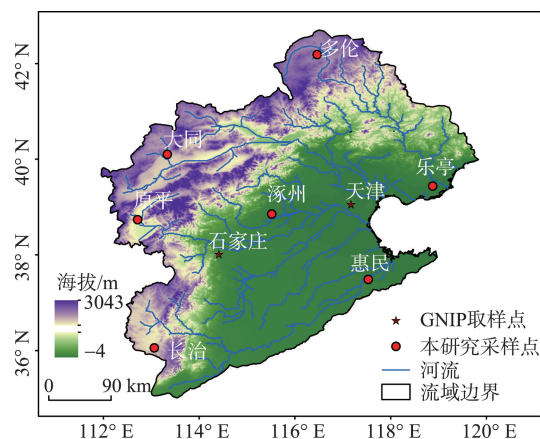 42° N
40° N
38° N
36° N
多伦
大同
乐亭
原平
涿州
天津
石家庄
惠民
长治
海拔/m
3043
−4
0 90 km
GNIP取样点
本研究采样点
河流
流域边界
112° E 114° E 116° E 118° E 120° E